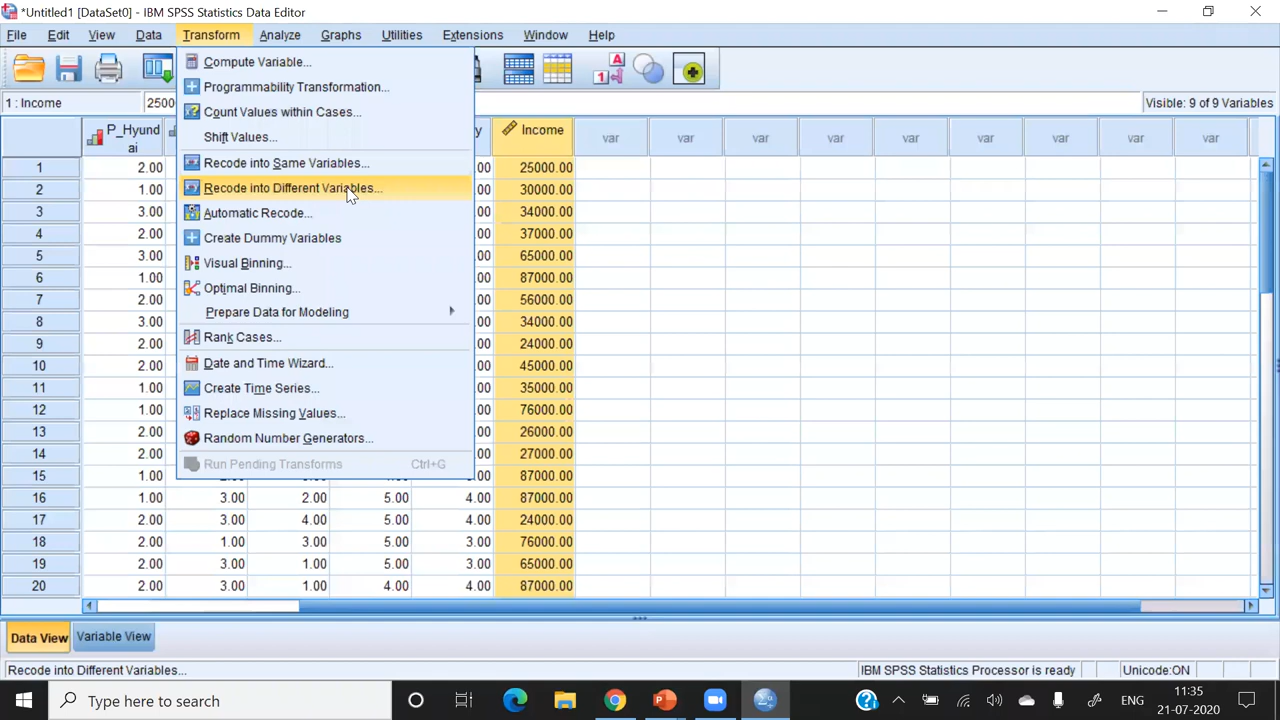 *Untitled1 [DataSet0] - IBM SPSS Statistics Data Editor
File Edit View Data Transform Analyze Graphs Utilities Extensions Window Help
1 : Income 2500 Visible: 9 of 9 Variables
Compute Variable...
Programmability Transformation...
Count Values within Cases...
Shift Values...
Recode into Same Variables...
Recode into Different Variables...
Automatic Recode...
Create Dummy Variables
Visual Binning...
Optimal Binning...
Prepare Data for Modeling
Rank Cases...
Date and Time Wizard...
Create Time Series...
Replace Missing Values...
Random Number Generators...
Run Pending Transforms Ctrl+G
P_Hyund
ai y Income var var var var var var var var var
1 2.00 .00 25000.00
2 1.00 .00 30000.00
3 3.00 .00 34000.00
4 2.00 .00 37000.00
5 3.00 .00 65000.00
6 1.00 .00 87000.00
7 2.00 .00 56000.00
8 3.00 .00 34000.00
9 2.00 .00 24000.00
10 2.00 .00 45000.00
11 1.00 .00 35000.00
12 1.00 .00 76000.00
13 2.00 .00 26000.00
14 2.00 .00 27000.00
15 1.00 87000.00
16 1.00 3.00 2.00 5.00 4.00 87000.00
17 2.00 3.00 4.00 5.00 4.00 24000.00
18 2.00 1.00 3.00 5.00 3.00 76000.00
19 2.00 3.00 1.00 5.00 3.00 65000.00
20 2.00 3.00 1.00 4.00 4.00 87000.00
Data View Variable View
Recode into Different Variables... IBM SPSS Statistics Processor is ready Unicode:ON
Type here to search ENG 11:35
21-07-2020